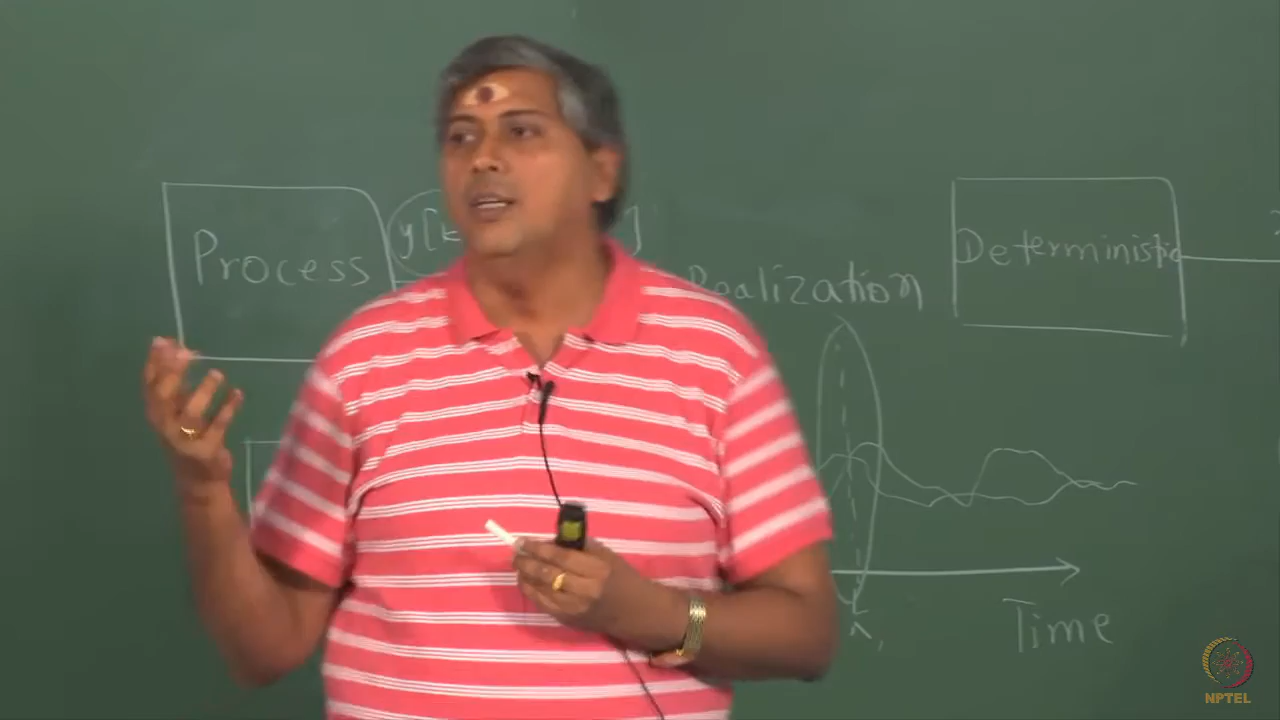 Process
y[k
]
Realization
Deterministic
Time
NPTEL